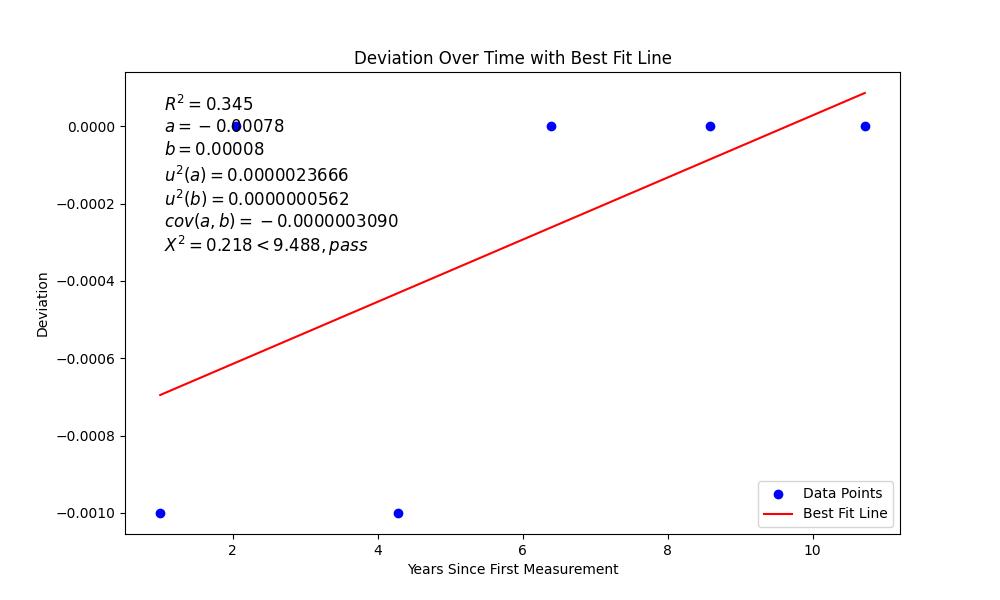 Deviation Over Time with Best Fit Line
R² = 0.345
a = −0.00078
b = 0.00008
u²(a) = 0.0000023666
u²(b) = 0.0000000562
cov(a, b) = −0.0000003090
X² = 0.218 < 9.488, pass
0.0000
−0.0002
−0.0004
−0.0006
−0.0008
−0.0010
Deviation
Data Points
Best Fit Line
2 4 6 8 10
Years Since First Measurement